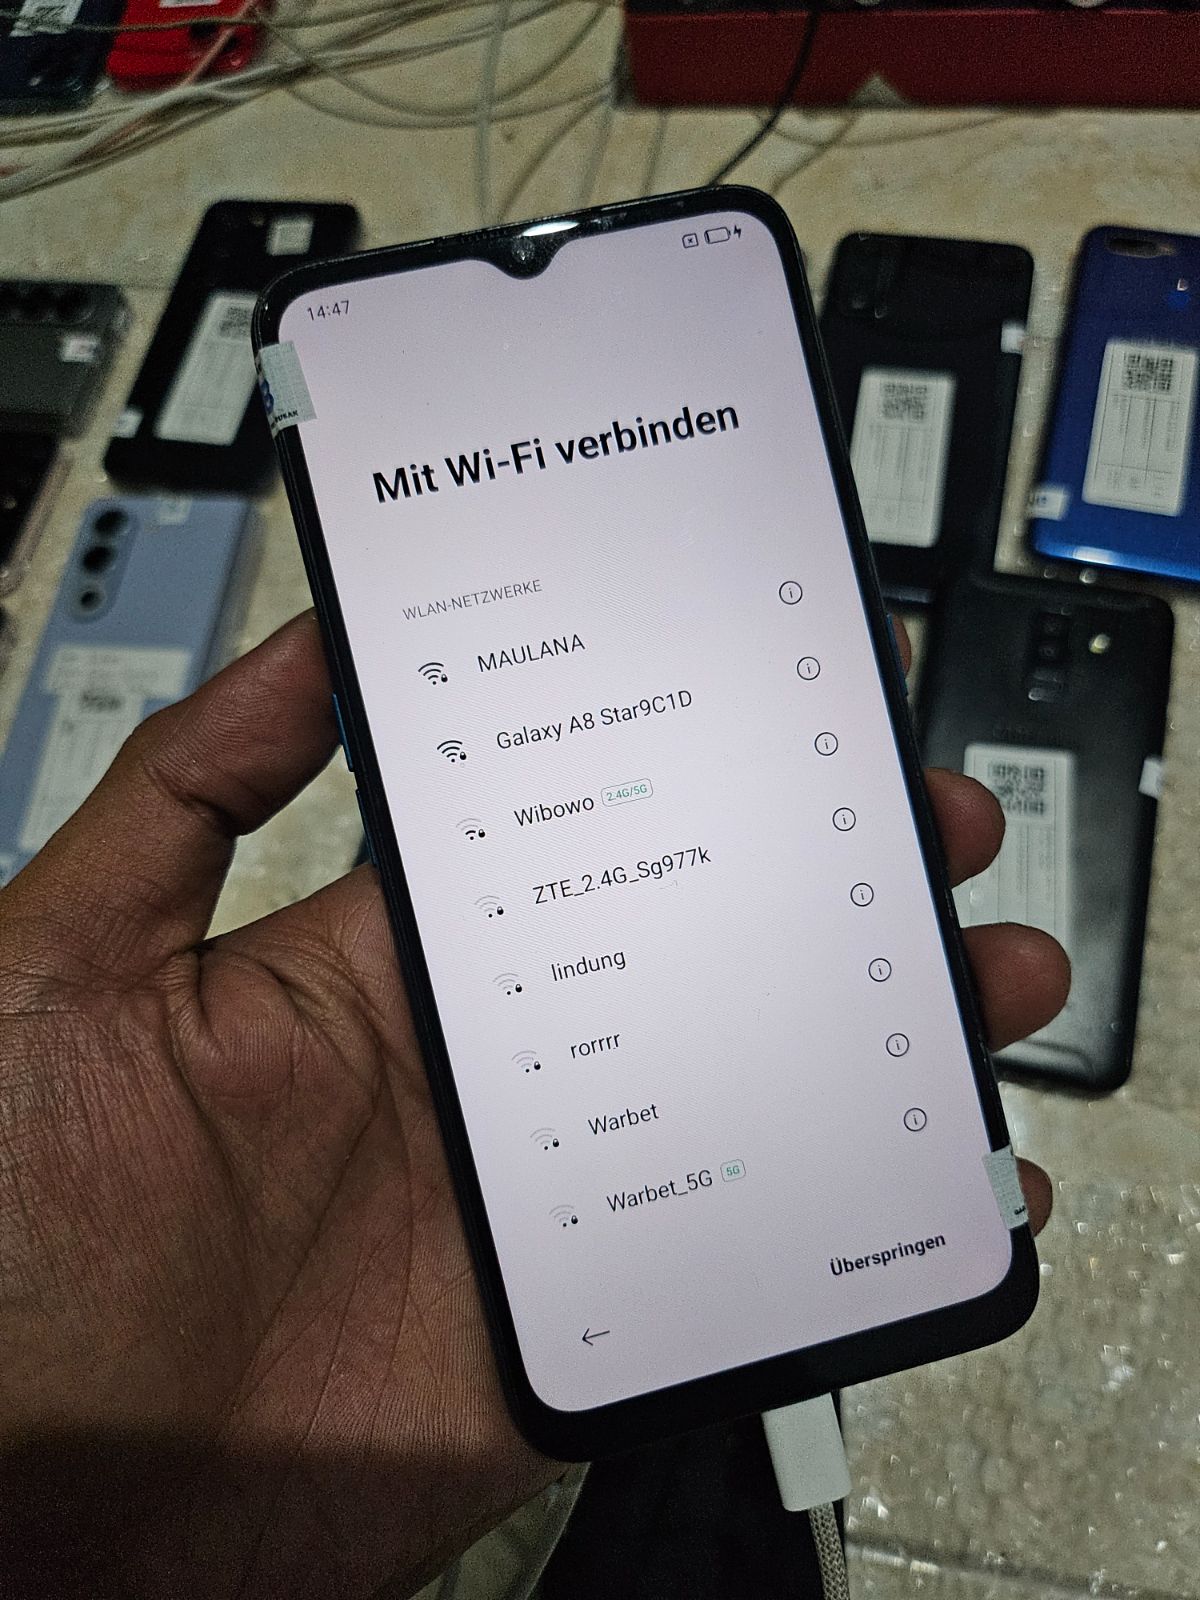 14:47
Mit Wi-Fi verbinden
WLAN-NETZWERKE
MAULANA
Galaxy A8 Star9C1D
Wibowo 2.4G/5G
ZTE_2.4G_Sg977k
lindung
rorrrr
Warbet
Warbet_5G 5G
Überspringen